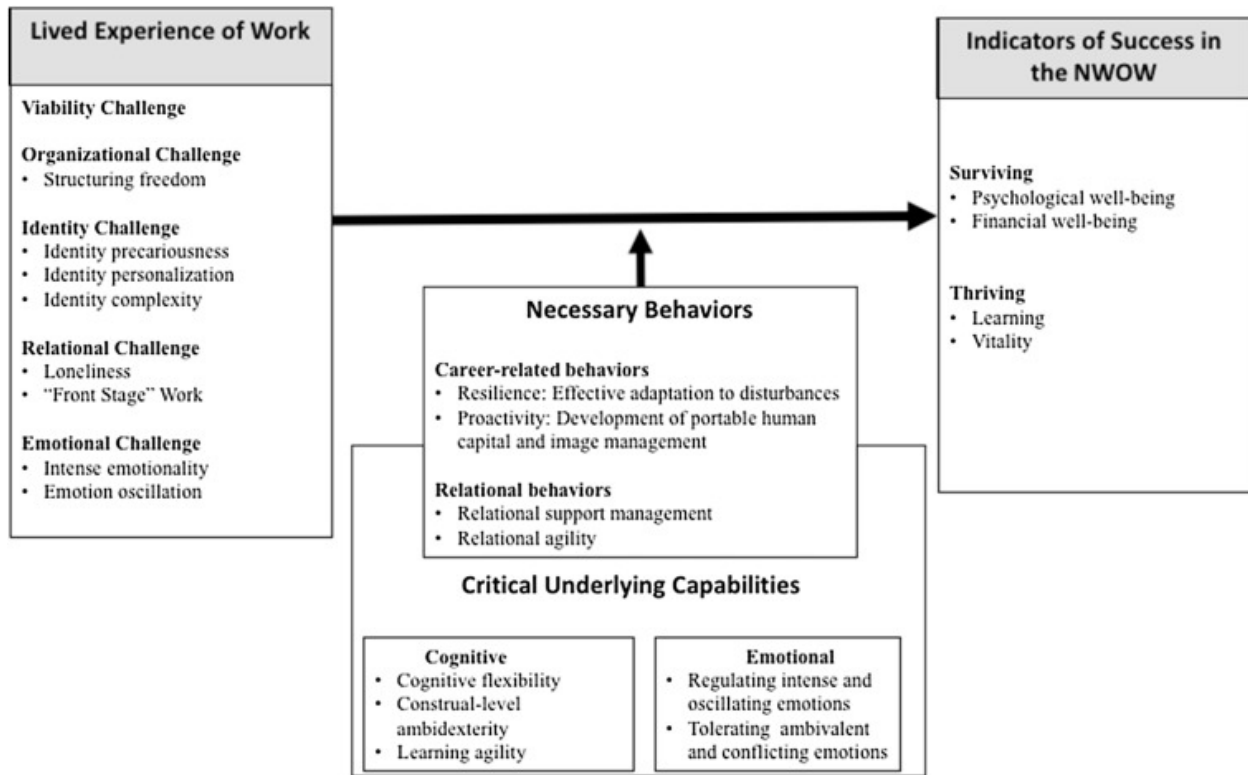 Lived Experience of Work
Viability Challenge
Organizational Challenge
• Structuring freedom
Identity Challenge
• Identity precariousness
• Identity personalization
• Identity complexity
Relational Challenge
• Loneliness
• “Front Stage” Work
Emotional Challenge
• Intense emotionality
• Emotion oscillation
Necessary Behaviors
Career-related behaviors
• Resilience: Effective adaptation to disturbances
• Proactivity: Development of portable human
capital and image management
Relational behaviors
• Relational support management
• Relational agility
Critical Underlying Capabilities
Cognitive
• Cognitive flexibility
• Construal-level
ambidexterity
• Learning agility
Emotional
• Regulating intense and
oscillating emotions
• Tolerating ambivalent
and conflicting emotions
Indicators of Success in
the NWOW
Surviving
• Psychological well-being
• Financial well-being
Thriving
• Learning
• Vitality